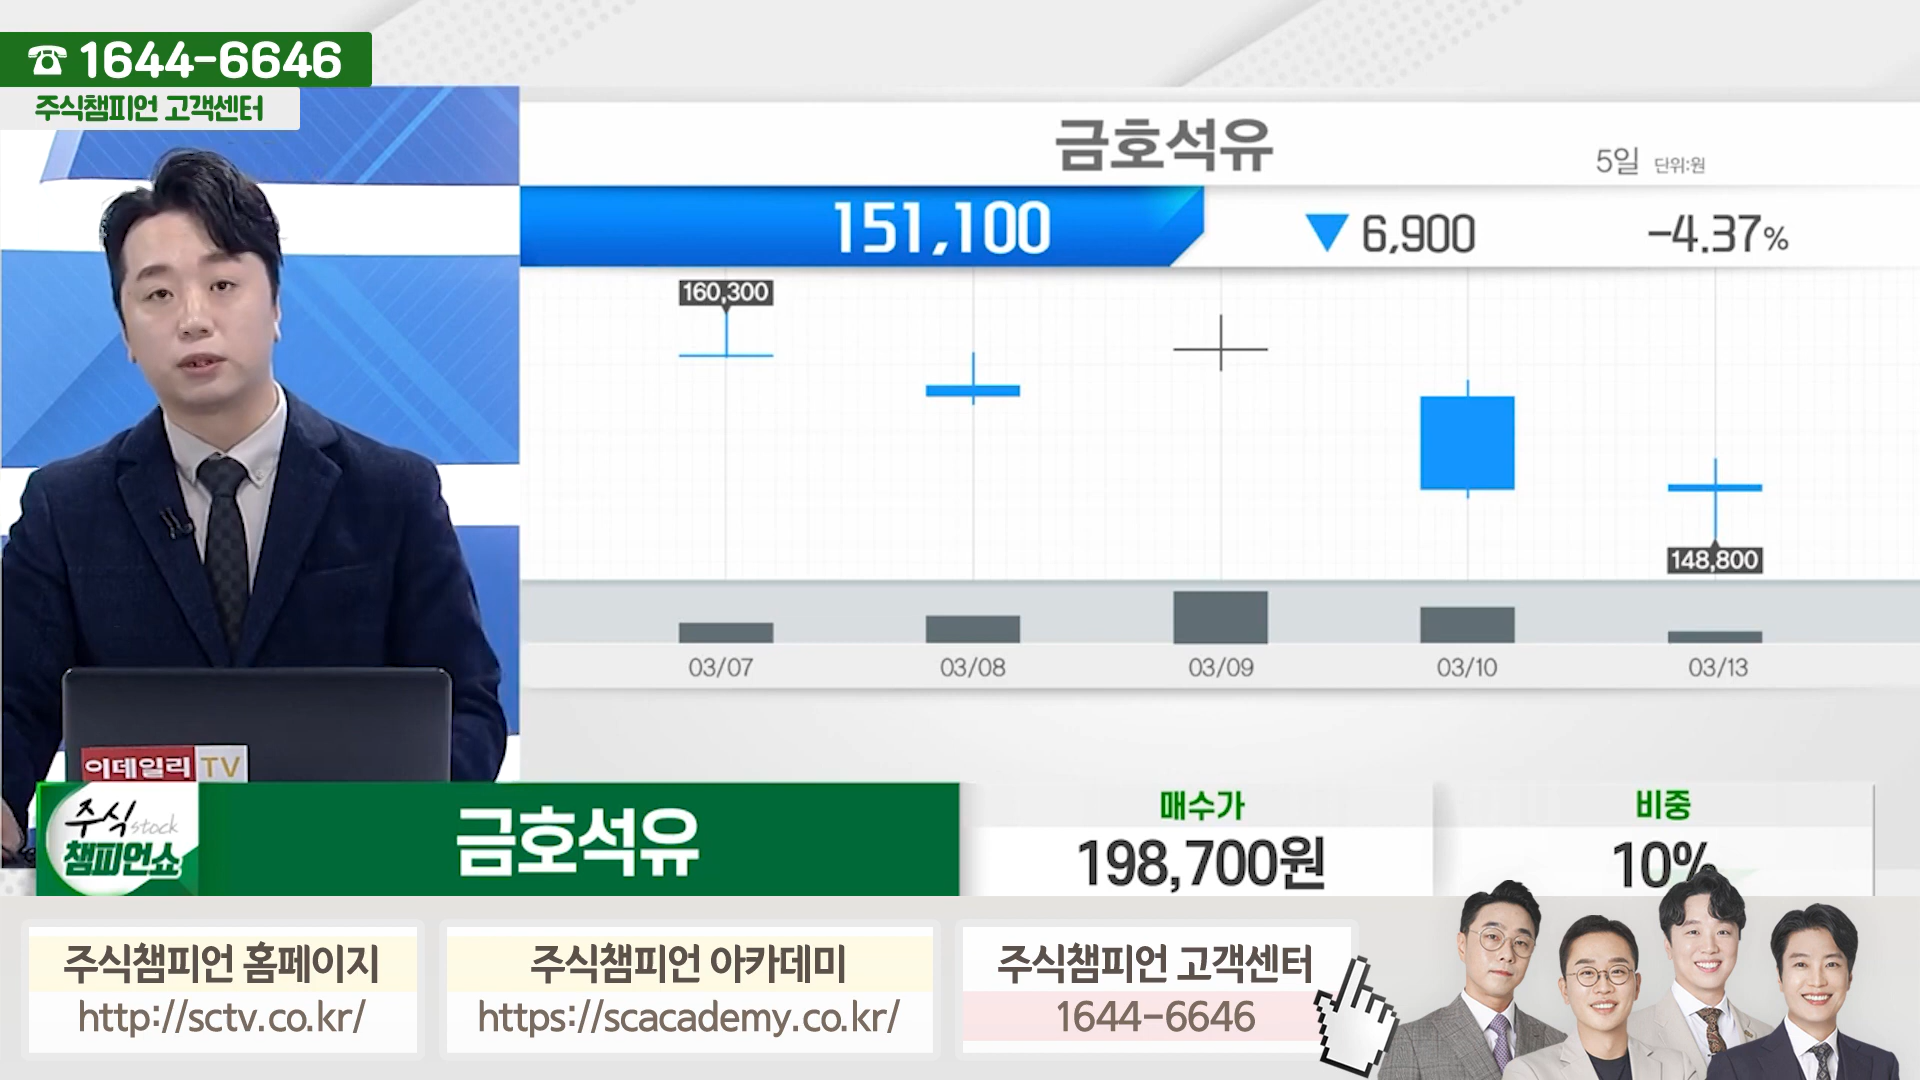 ☎ 1644-6646
주식챔피언 고객센터
금호석유
5일 단위:원
151,100 ▼ 6,900 -4.37%
160,300
148,800
03/07 03/08 03/09 03/10 03/13
이데일리 TV
주식 stock
챔피언쇼
금호석유
매수가
198,700원
비중
10%
주식챔피언 홈페이지
http://sctv.co.kr/
주식챔피언 아카데미
https://scacademy.co.kr/
주식챔피언 고객센터
1644-6646